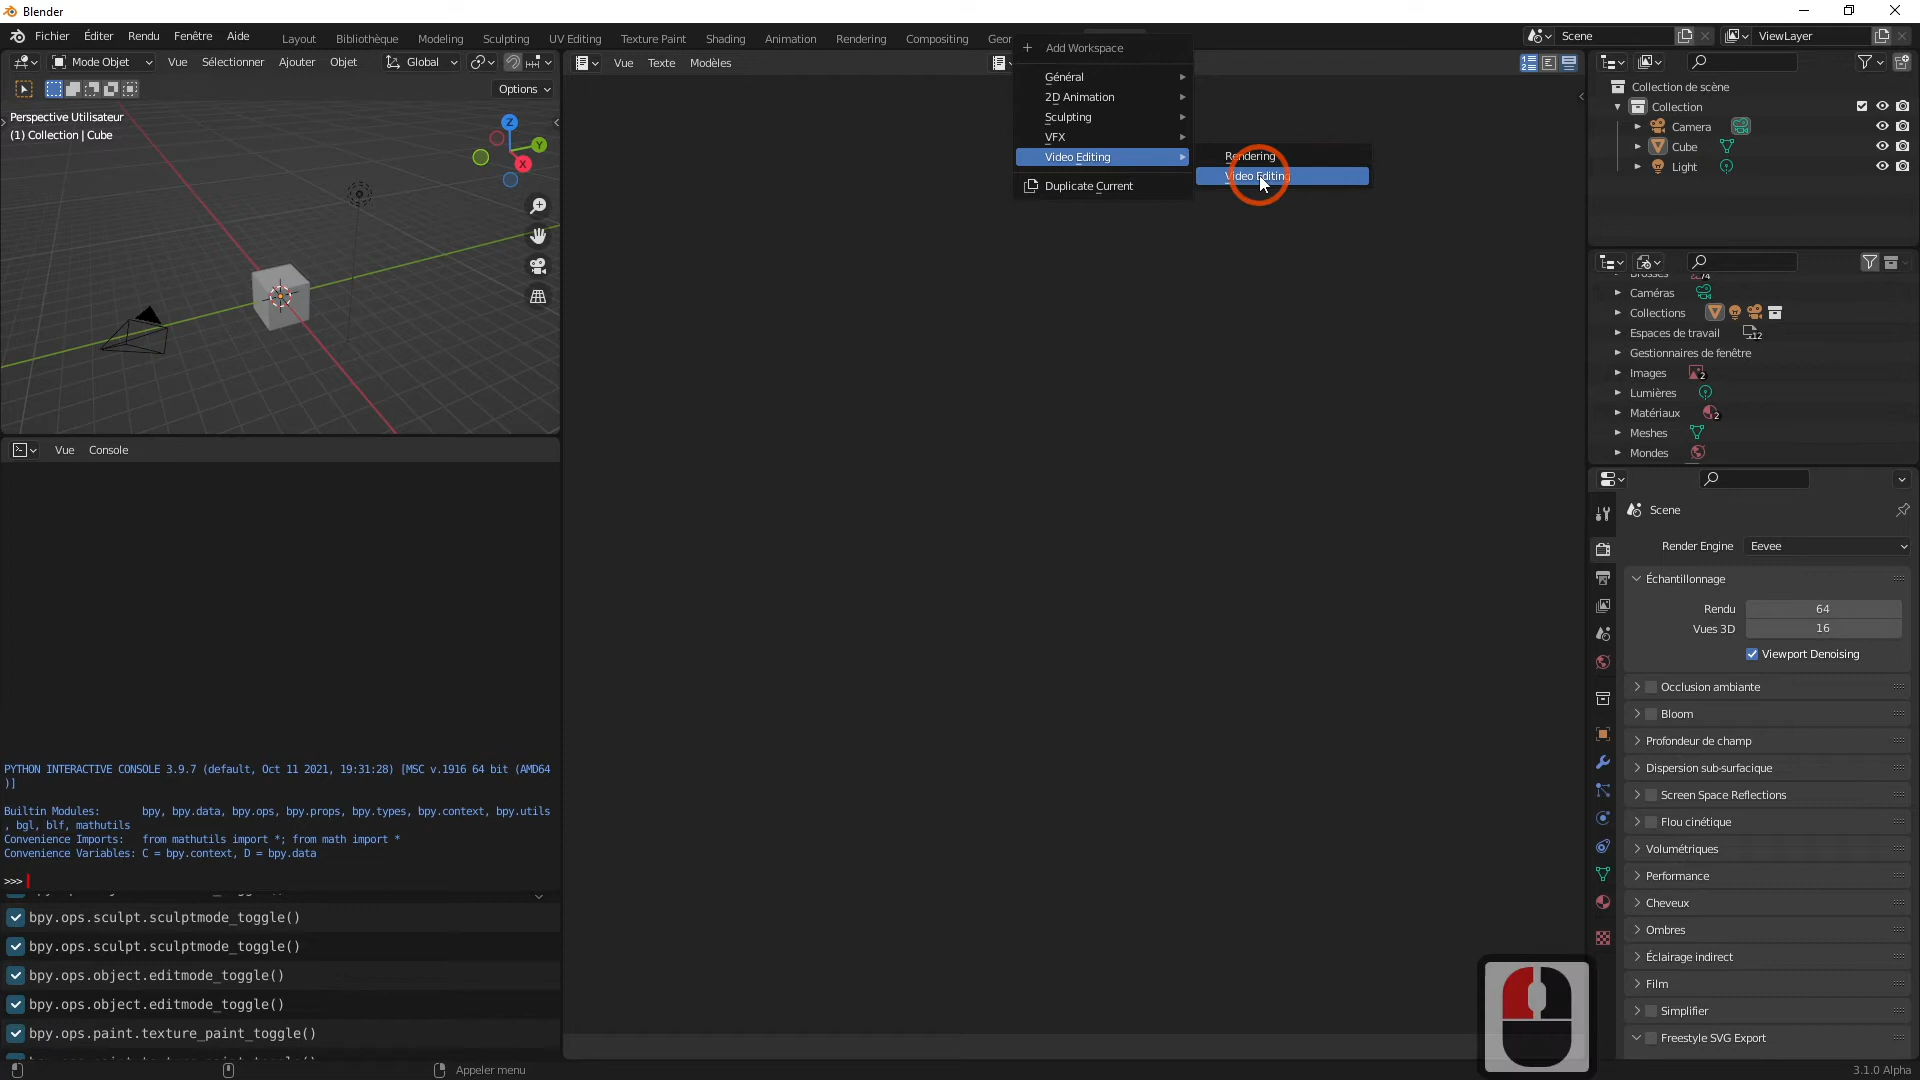 Blender
Fichier Éditer Rendu Fenêtre Aide Layout Bibliothèque Modeling Sculpting UV Editing Texture Paint Shading Animation Rendering Compositing Scene ViewLayer
Mode Objet Vue Sélectionner Ajouter Objet Global
Vue Texte Modèles
Options
Perspective Utilisateur
(1) Collection | Cube
Z
Y
X
Add Workspace
Général
2D Animation
Sculpting
VFX
Video Editing
Duplicate Current
Rendering
Video Editing
Collection de scène
Collection
Camera
Cube
Light
Caméras
Collections
Espaces de travail 12
Gestionnaires de fenêtre
Images 2
Lumières
Matériaux 2
Meshes
Mondes
Vue Console
PYTHON INTERACTIVE CONSOLE 3.9.7 (default, Oct 11 2021, 19:31:28) [MSC v.1916 64 bit (AMD64
)]
Builtin Modules: bpy, bpy.data, bpy.ops, bpy.props, bpy.types, bpy.context, bpy.utils
, bgl, blf, mathutils
Convenience Imports: from mathutils import *; from math import *
Convenience Variables: C = bpy.context, D = bpy.data
>>>
bpy.ops.sculpt.sculptmode_toggle()
bpy.ops.sculpt.sculptmode_toggle()
bpy.ops.object.editmode_toggle()
bpy.ops.object.editmode_toggle()
bpy.ops.paint.texture_paint_toggle()
Scene
Render Engine Eevee
Échantillonnage
Rendu 64
Vues 3D 16
Viewport Denoising
Occlusion ambiante
Bloom
Profondeur de champ
Dispersion sub-surfacique
Screen Space Reflections
Flou cinétique
Volumétriques
Performance
Cheveux
Ombres
Éclairage indirect
Film
Simplifier
Freestyle SVG Export
Appeler menu
3.1.0 Alpha